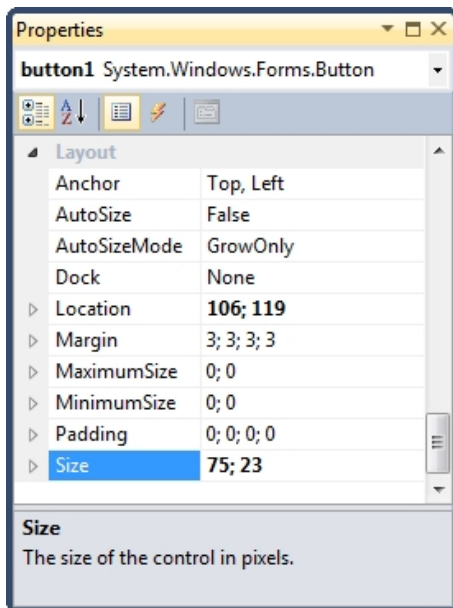 Properties
button1 System.Windows.Forms.Button
Layout
Anchor Top, Left
AutoSize False
AutoSizeMode GrowOnly
Dock None
Location 106; 119
Margin 3; 3; 3; 3
MaximumSize 0; 0
MinimumSize 0; 0
Padding 0; 0; 0; 0
Size 75; 23
Size
The size of the control in pixels.